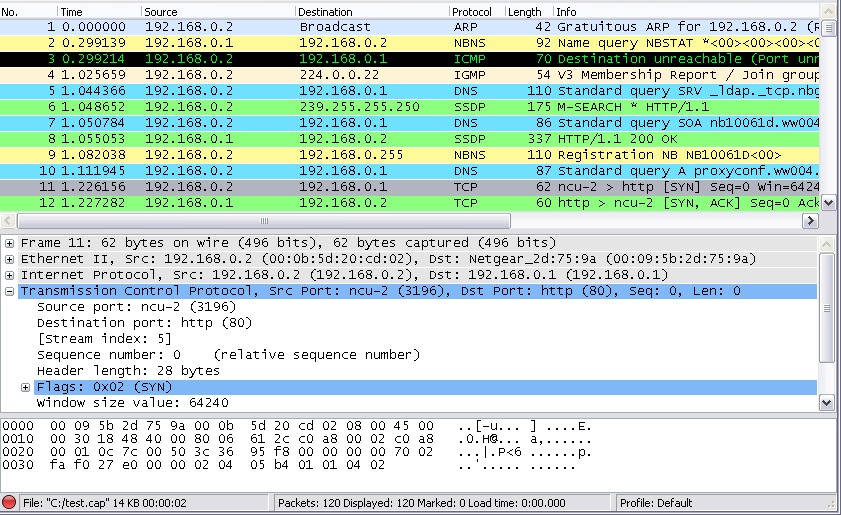 No. Time Source Destination Protocol Length Info
1 0.000000 192.168.0.2 Broadcast ARP 42 Gratuitous ARP for 192.168.0.2 (R
2 0.299139 192.168.0.1 192.168.0.2 NBNS 92 Name query NBSTAT *<00><00><00><0
3 0.299214 192.168.0.2 192.168.0.1 ICMP 70 Destination unreachable (Port un
4 1.025659 192.168.0.2 224.0.0.22 IGMP 54 V3 Membership Report / Join group
5 1.044366 192.168.0.2 192.168.0.1 DNS 110 Standard query SRV _ldap._tcp.nbg
6 1.048652 192.168.0.2 239.255.255.250 SSDP 175 M-SEARCH * HTTP/1.1
7 1.050784 192.168.0.2 192.168.0.1 DNS 86 Standard query SOA nb10061d.ww004
8 1.055053 192.168.0.1 192.168.0.2 SSDP 337 HTTP/1.1 200 OK
9 1.082038 192.168.0.2 192.168.0.255 NBNS 110 Registration NB NB10061D<00>
10 1.111945 192.168.0.2 192.168.0.1 DNS 87 Standard query A proxyconf.ww004.
11 1.226156 192.168.0.2 192.168.0.1 TCP 62 ncu-2 > http [SYN] Seq=0 Win=6424
12 1.227282 192.168.0.1 192.168.0.2 TCP 60 http > ncu-2 [SYN, ACK] Seq=0 Ack
Frame 11: 62 bytes on wire (496 bits), 62 bytes captured (496 bits)
Ethernet II, Src: 192.168.0.2 (00:0b:5d:20:cd:02), Dst: Netgear_2d:75:9a (00:09:5b:2d:75:9a)
Internet Protocol, Src: 192.168.0.2 (192.168.0.2), Dst: 192.168.0.1 (192.168.0.1)
Transmission Control Protocol, Src Port: ncu-2 (3196), Dst Port: http (80), Seq: 0, Len: 0
Source port: ncu-2 (3196)
Destination port: http (80)
[Stream index: 5]
Sequence number: 0 (relative sequence number)
Header length: 28 bytes
Flags: 0x02 (SYN)
Window size value: 64240
0000 00 09 5b 2d 75 9a 00 0b 5d 20 cd 02 08 00 45 00 ..[-u... ] ....E.
0010 00 30 18 48 40 00 80 06 61 2c c0 a8 00 02 c0 a8 .0.H@... a,......
0020 00 01 0c 7c 00 50 3c 36 95 f8 00 00 00 00 70 02 ...|.P<6 ......p.
0030 fa f0 27 e0 00 00 02 04 05 b4 01 01 04 02 ..'..... ......
File: "C:/test.cap" 14 KB 00:00:02 Packets: 120 Displayed: 120 Marked: 0 Load time: 0:00.000 Profile: Default